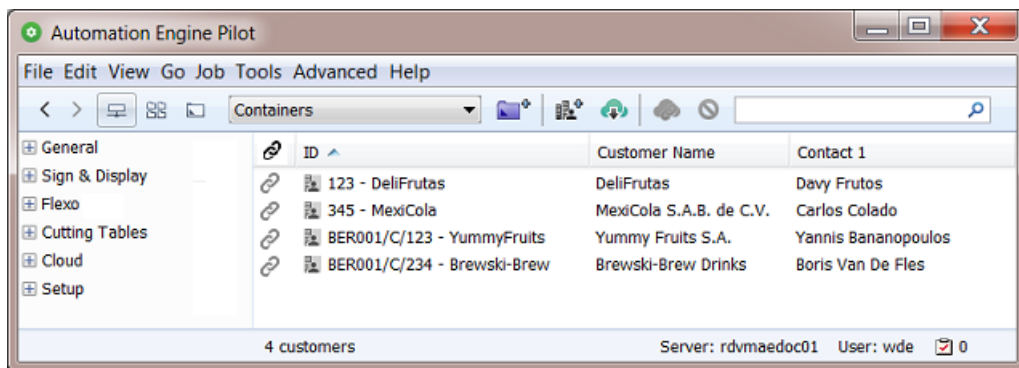 Automation Engine Pilot
File Edit View Go Job Tools Advanced Help
Containers
General
Sign & Display
Flexo
Cutting Tables
Cloud
Setup
ID Customer Name Contact 1
123 - DeliFrutas DeliFrutas Davy Frutos
345 - MexiCola MexiCola S.A.B. de C.V. Carlos Colado
BER001/C/123 - YummyFruits Yummy Fruits S.A. Yannis Bananopoulos
BER001/C/234 - Brewski-Brew Brewski-Brew Drinks Boris Van De Fles
4 customers Server: rdvmaedoc01 User: wde 0